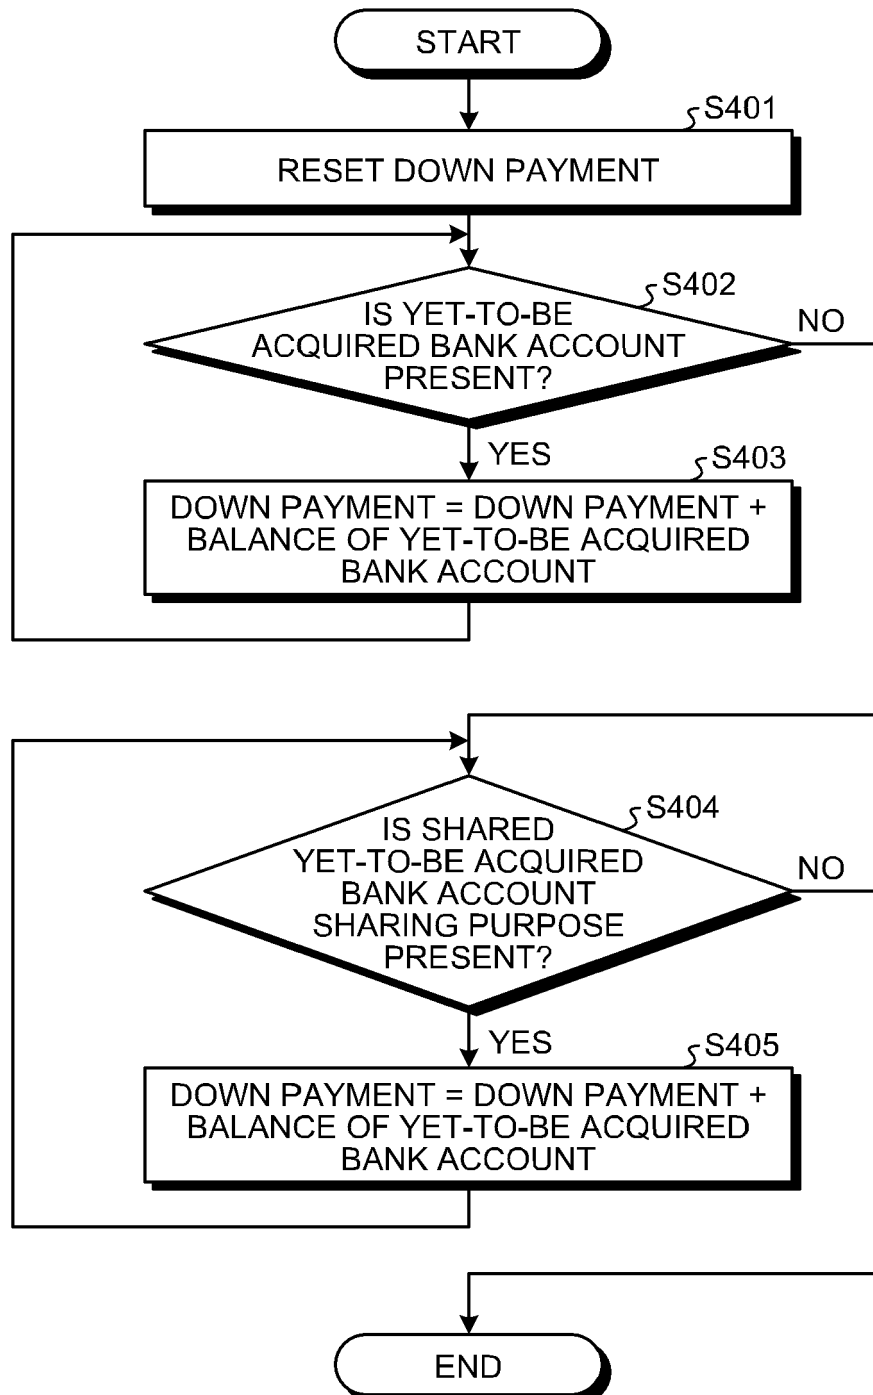 START
S401
RESET DOWN PAYMENT
S402
IS YET-TO-BE
ACQUIRED BANK ACCOUNT
PRESENT?
NO
YES
S403
DOWN PAYMENT = DOWN PAYMENT +
BALANCE OF YET-TO-BE ACQUIRED
BANK ACCOUNT
S404
IS SHARED
YET-TO-BE ACQUIRED
BANK ACCOUNT
SHARING PURPOSE
PRESENT?
NO
YES
S405
DOWN PAYMENT = DOWN PAYMENT +
BALANCE OF YET-TO-BE ACQUIRED
BANK ACCOUNT
END